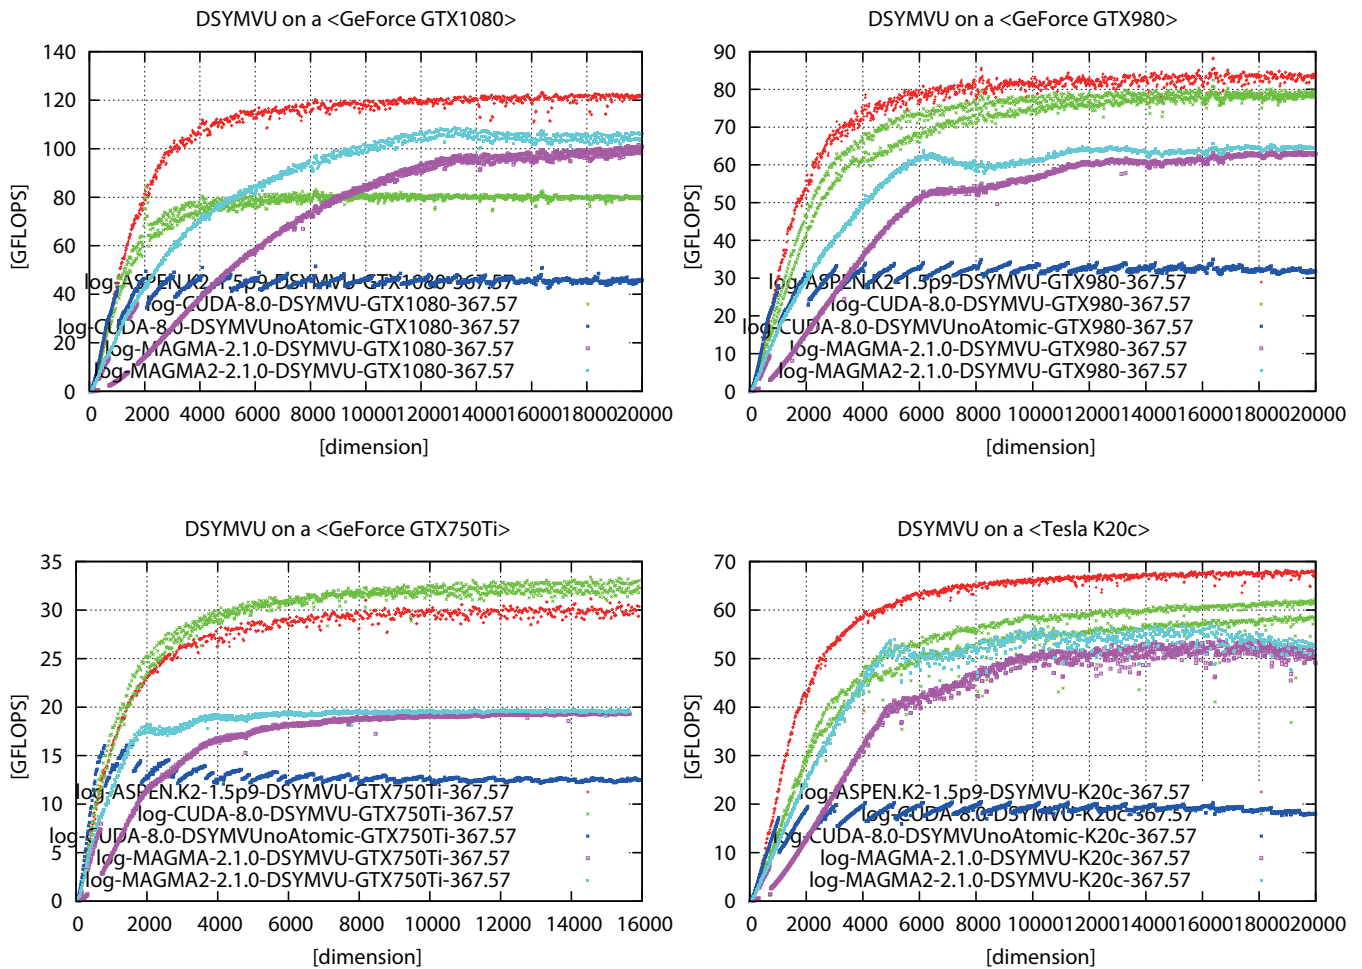 DSYMVU on a <GeForce GTX1080>
140
120
100
80
60
40
20
0
[GFLOPS]
log-ASPEN.K2-1.5p9-DSYMVU-GTX1080-367.57
log-CUDA-8.0-DSYMVU-GTX1080-367.57
log-CUDA-8.0-DSYMVUnoAtomic-GTX1080-367.57
log-MAGMA-2.1.0-DSYMVU-GTX1080-367.57
log-MAGMA2-2.1.0-DSYMVU-GTX1080-367.57
0 2000 4000 6000 8000 10000 12000 14000 16000 18000 20000
[dimension]
DSYMVU on a <GeForce GTX980>
90
80
70
60
50
40
30
20
10
0
[GFLOPS]
log-ASPEN.K2-1.5p9-DSYMVU-GTX980-367.57
log-CUDA-8.0-DSYMVU-GTX980-367.57
log-CUDA-8.0-DSYMVUnoAtomic-GTX980-367.57
log-MAGMA-2.1.0-DSYMVU-GTX980-367.57
log-MAGMA2-2.1.0-DSYMVU-GTX980-367.57
0 2000 4000 6000 8000 10000 12000 14000 16000 18000 20000
[dimension]
DSYMVU on a <GeForce GTX750Ti>
35
30
25
20
15
10
5
0
[GFLOPS]
log-ASPEN.K2-1.5p9-DSYMVU-GTX750Ti-367.57
log-CUDA-8.0-DSYMVU-GTX750Ti-367.57
log-CUDA-8.0-DSYMVUnoAtomic-GTX750Ti-367.57
log-MAGMA-2.1.0-DSYMVU-GTX750Ti-367.57
log-MAGMA2-2.1.0-DSYMVU-GTX750Ti-367.57
0 2000 4000 6000 8000 10000 12000 14000 16000
[dimension]
DSYMVU on a <Tesla K20c>
70
60
50
40
30
20
10
0
[GFLOPS]
log-ASPEN.K2-1.5p9-DSYMVU-K20c-367.57
log-CUDA-8.0-DSYMVU-K20c-367.57
log-CUDA-8.0-DSYMVUnoAtomic-K20c-367.57
log-MAGMA-2.1.0-DSYMVU-K20c-367.57
log-MAGMA2-2.1.0-DSYMVU-K20c-367.57
0 2000 4000 6000 8000 10000 12000 14000 16000 18000 20000
[dimension]